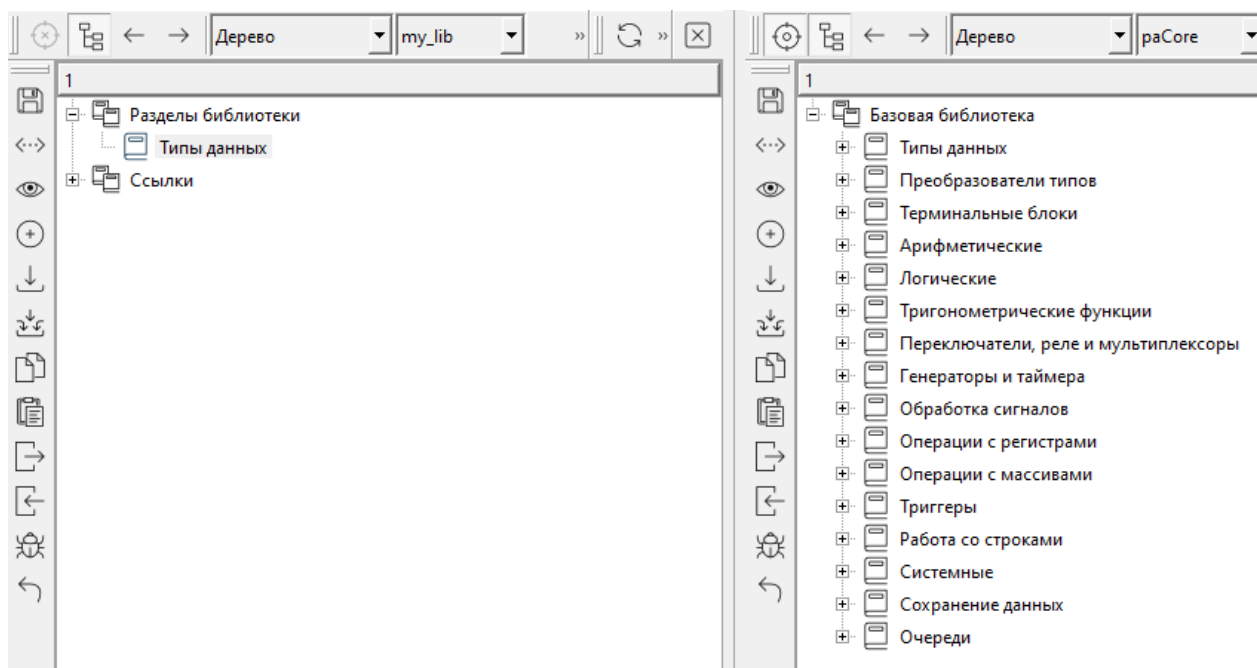 Дерево
my_lib
1
Разделы библиотеки
Типы данных
Ссылки
Дерево
paCore
1
Базовая библиотека
Типы данных
Преобразователи типов
Терминальные блоки
Арифметические
Логические
Тригонометрические функции
Переключатели, реле и мультиплексоры
Генераторы и таймера
Обработка сигналов
Операции с регистрами
Операции с массивами
Триггеры
Работа со строками
Системные
Сохранение данных
Очереди